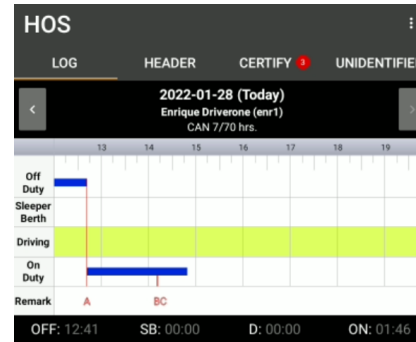 HOS
LOG HEADER CERTIFY 3 UNIDENTIFIE
2022-01-28 (Today)
Enrique Driverone (enr1)
CAN 7/70 hrs.
13 14 15 16 17 18 19
Off
Duty
Sleeper
Berth
Driving
On
Duty
Remark A BC
OFF: 12:41 SB: 00:00 D: 00:00 ON: 01:46